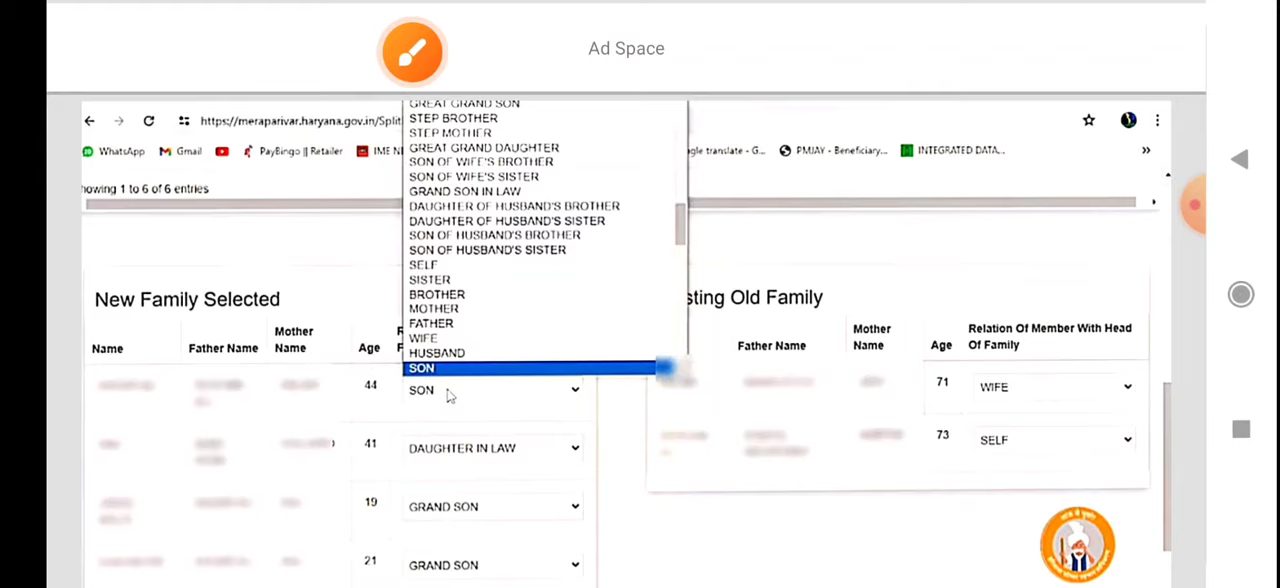 Ad Space
https://meraparivar.haryana.gov.in/Split
WhatsApp
Gmail
PayBingo || Retailer
IME N
gle translate - G...
PMJAY - Beneficiary...
INTEGRATED DATA...
»
owing 1 to 6 of 6 entries
GREAT GRAND SON
STEP BROTHER
STEP MOTHER
GREAT GRAND DAUGHTER
SON OF WIFE'S BROTHER
SON OF WIFE'S SISTER
GRAND SON IN LAW
DAUGHTER OF HUSBAND'S BROTHER
DAUGHTER OF HUSBAND'S SISTER
SON OF HUSBAND'S BROTHER
SON OF HUSBAND'S SISTER
SELF
SISTER
BROTHER
MOTHER
FATHER
WIFE
HUSBAND
SON
New Family Selected
Name
Father Name
Mother
Name
Age
44
SON
41
DAUGHTER IN LAW
19
GRAND SON
21
GRAND SON
sting Old Family
Father Name
Mother
Name
Age
Relation Of Member With Head
Of Family
71
WIFE
73
SELF